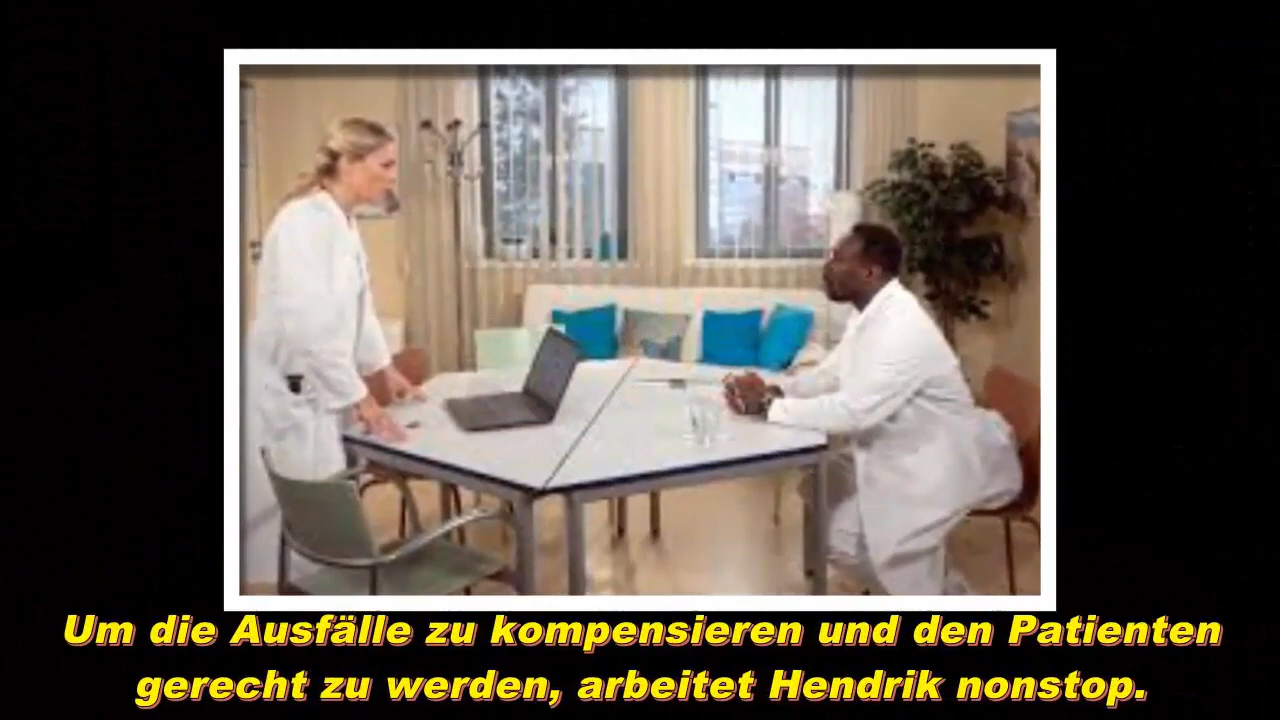 Um die Ausfälle zu kompensieren und den Patienten
gerecht zu werden, arbeitet Hendrik nonstop.